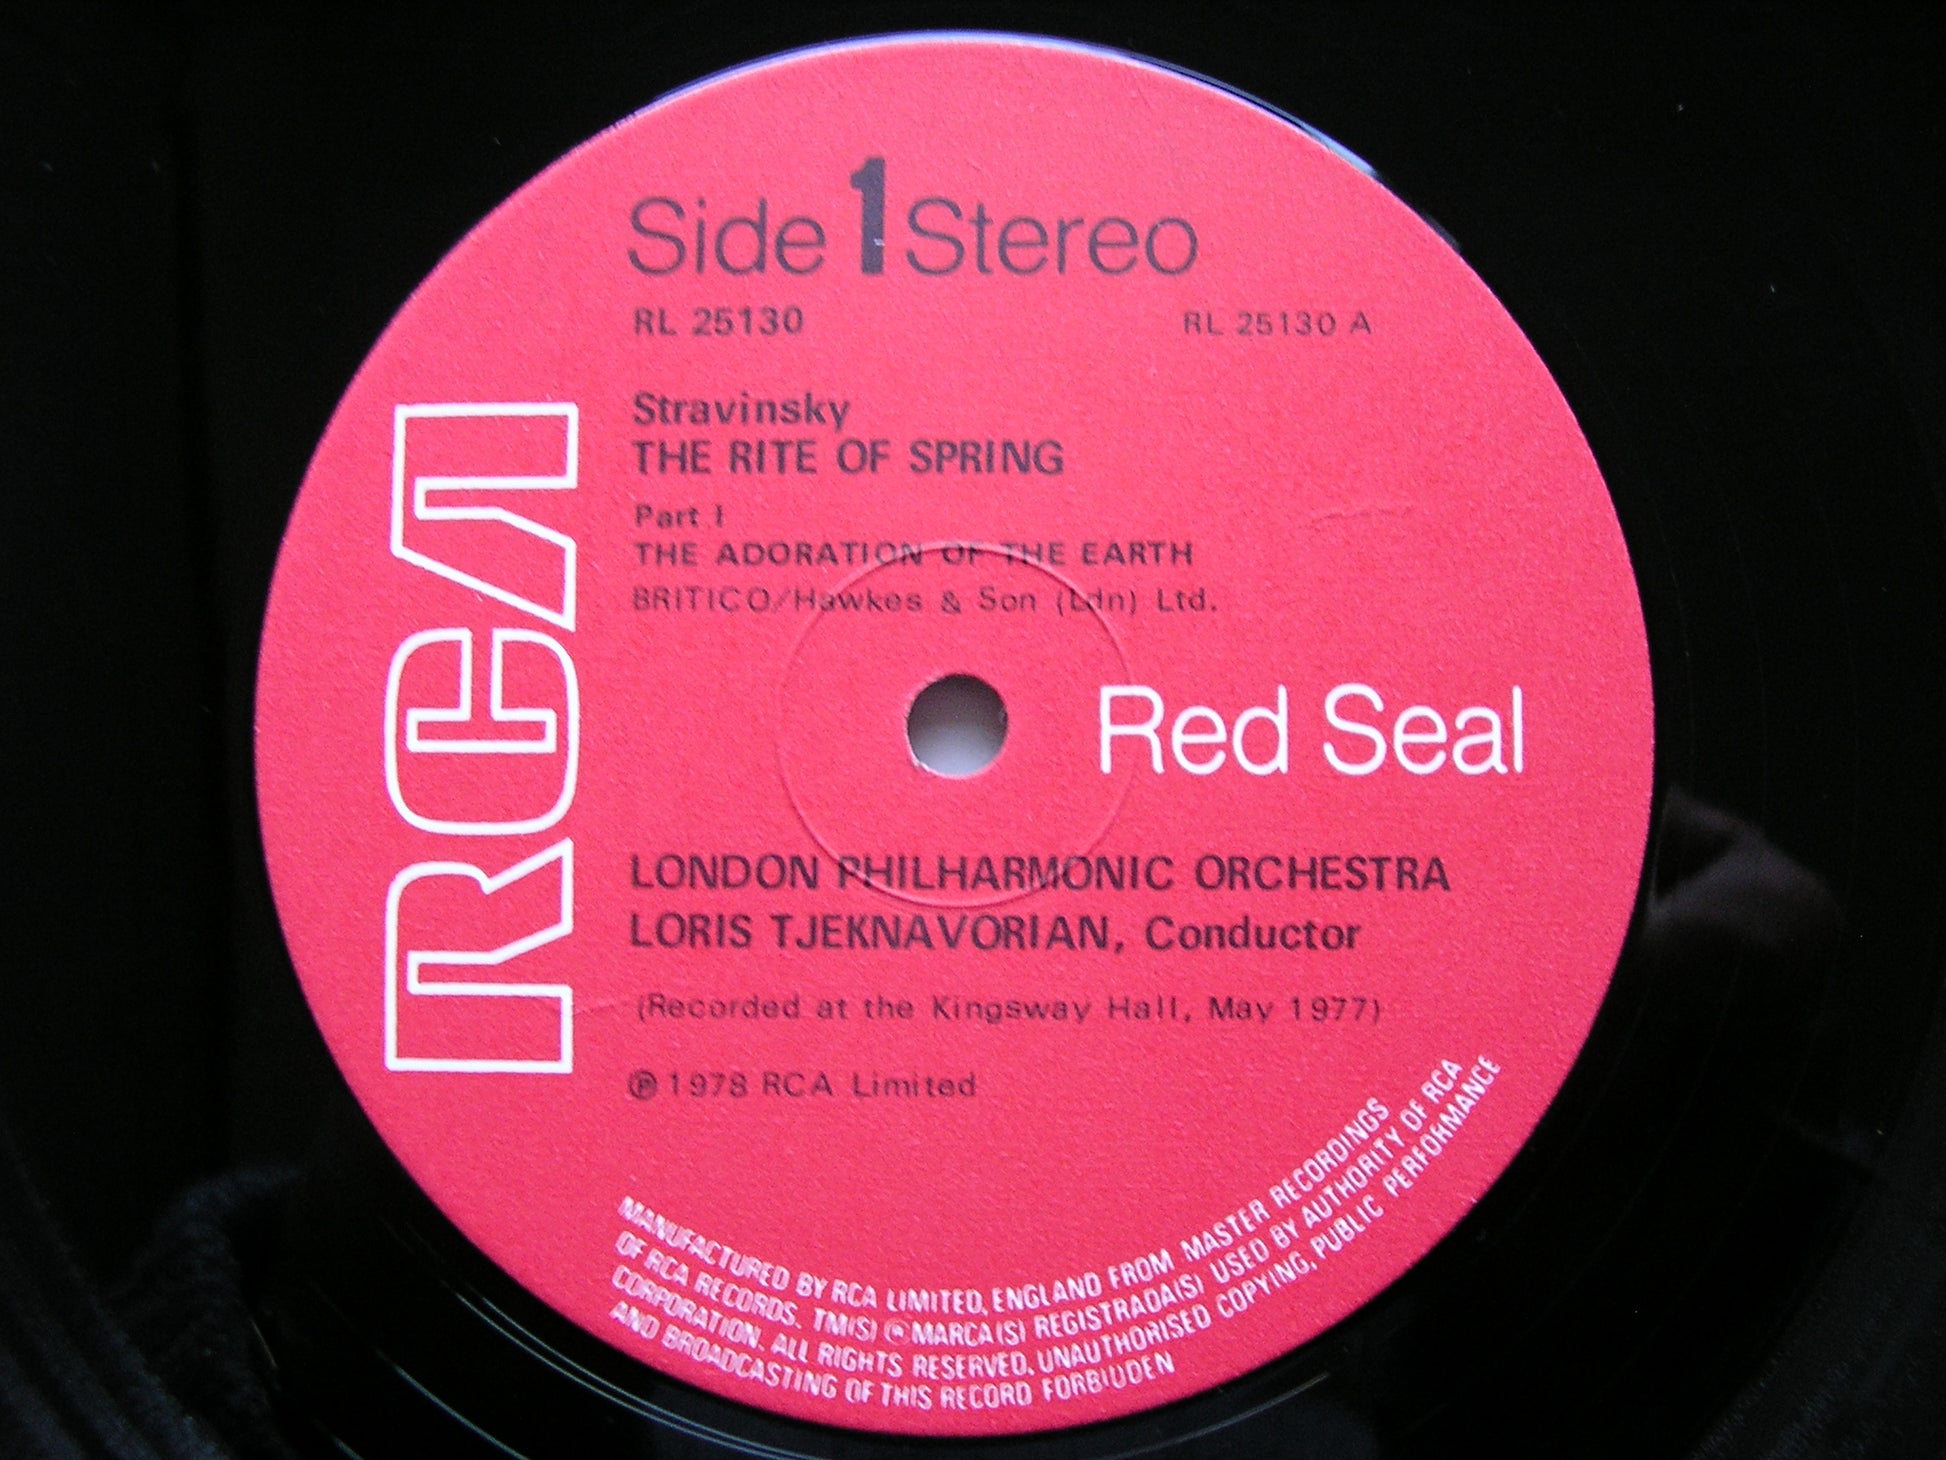 Side 1 Stereo
RL 25130
RL 25130 A
Stravinsky
THE RITE OF SPRING
Part I
THE ADORATION OF THE EARTH
BRITICO/Hawkes & Son (Ldn) Ltd.
RCA
Red Seal
LONDON PHILHARMONIC ORCHESTRA
LORIS TJEKNAVORIAN, Conductor
(Recorded at the Kingsway Hall, May 1977)
℗ 1978 RCA Limited
MANUFACTURED BY RCA LIMITED, ENGLAND FROM MASTER RECORDINGS
OF RCA RECORDS. TM(S) ® MARCA(S) REGISTRADA(S) USED BY AUTHORITY OF RCA
CORPORATION. ALL RIGHTS RESERVED. UNAUTHORISED COPYING, PUBLIC PERFORMANCE
AND BROADCASTING OF THIS RECORD FORBIDDEN